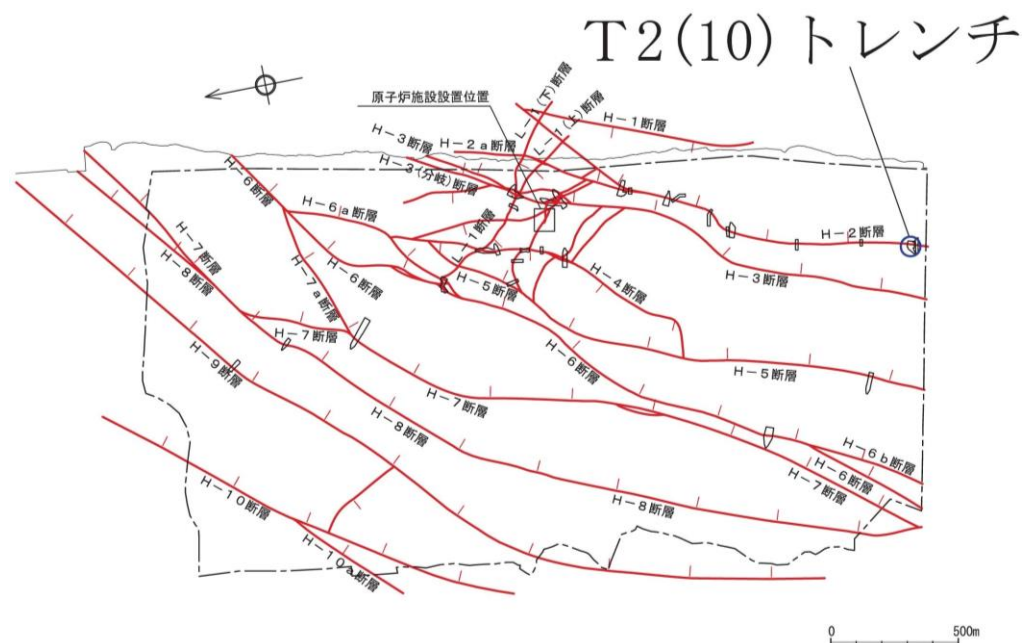 T2(10)トレンチ
原子炉施設設置位置
L-1(下)断層
L-1(上)断層
H-1断層
H-3断層
H-2a断層
H-3(分岐)断層
H-6断層
H-6a断層
L-11断層
H-2断層
H-7断層
H-8断層
H-7a断層
H-6断層
H-5断層
H-4断層
H-3断層
H-7断層
H-9断層
H-6断層
H-5断層
H-7断層
H-8断層
H-6b断層
H-6断層
H-7断層
H-10断層
H-8断層
H-10a断層
0 500m